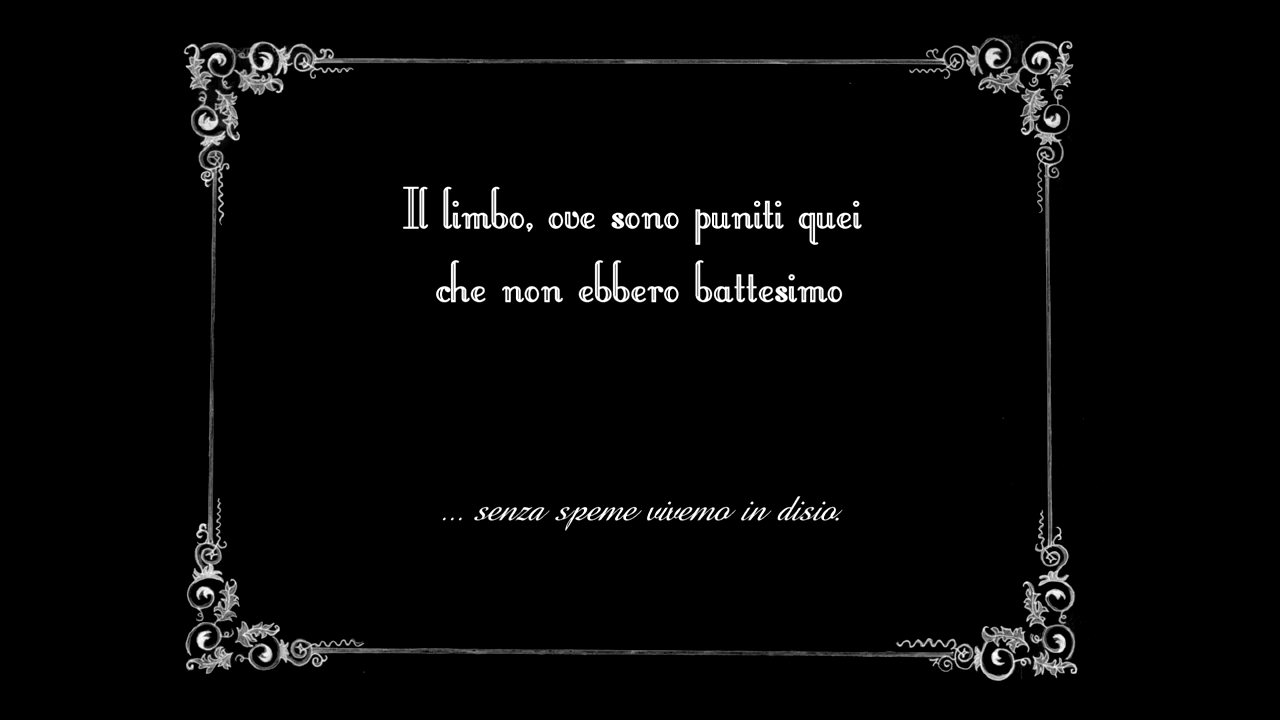 Il limbo, ove sono puniti quei
che non ebbero battesimo
... senza speme vivemo in disio.